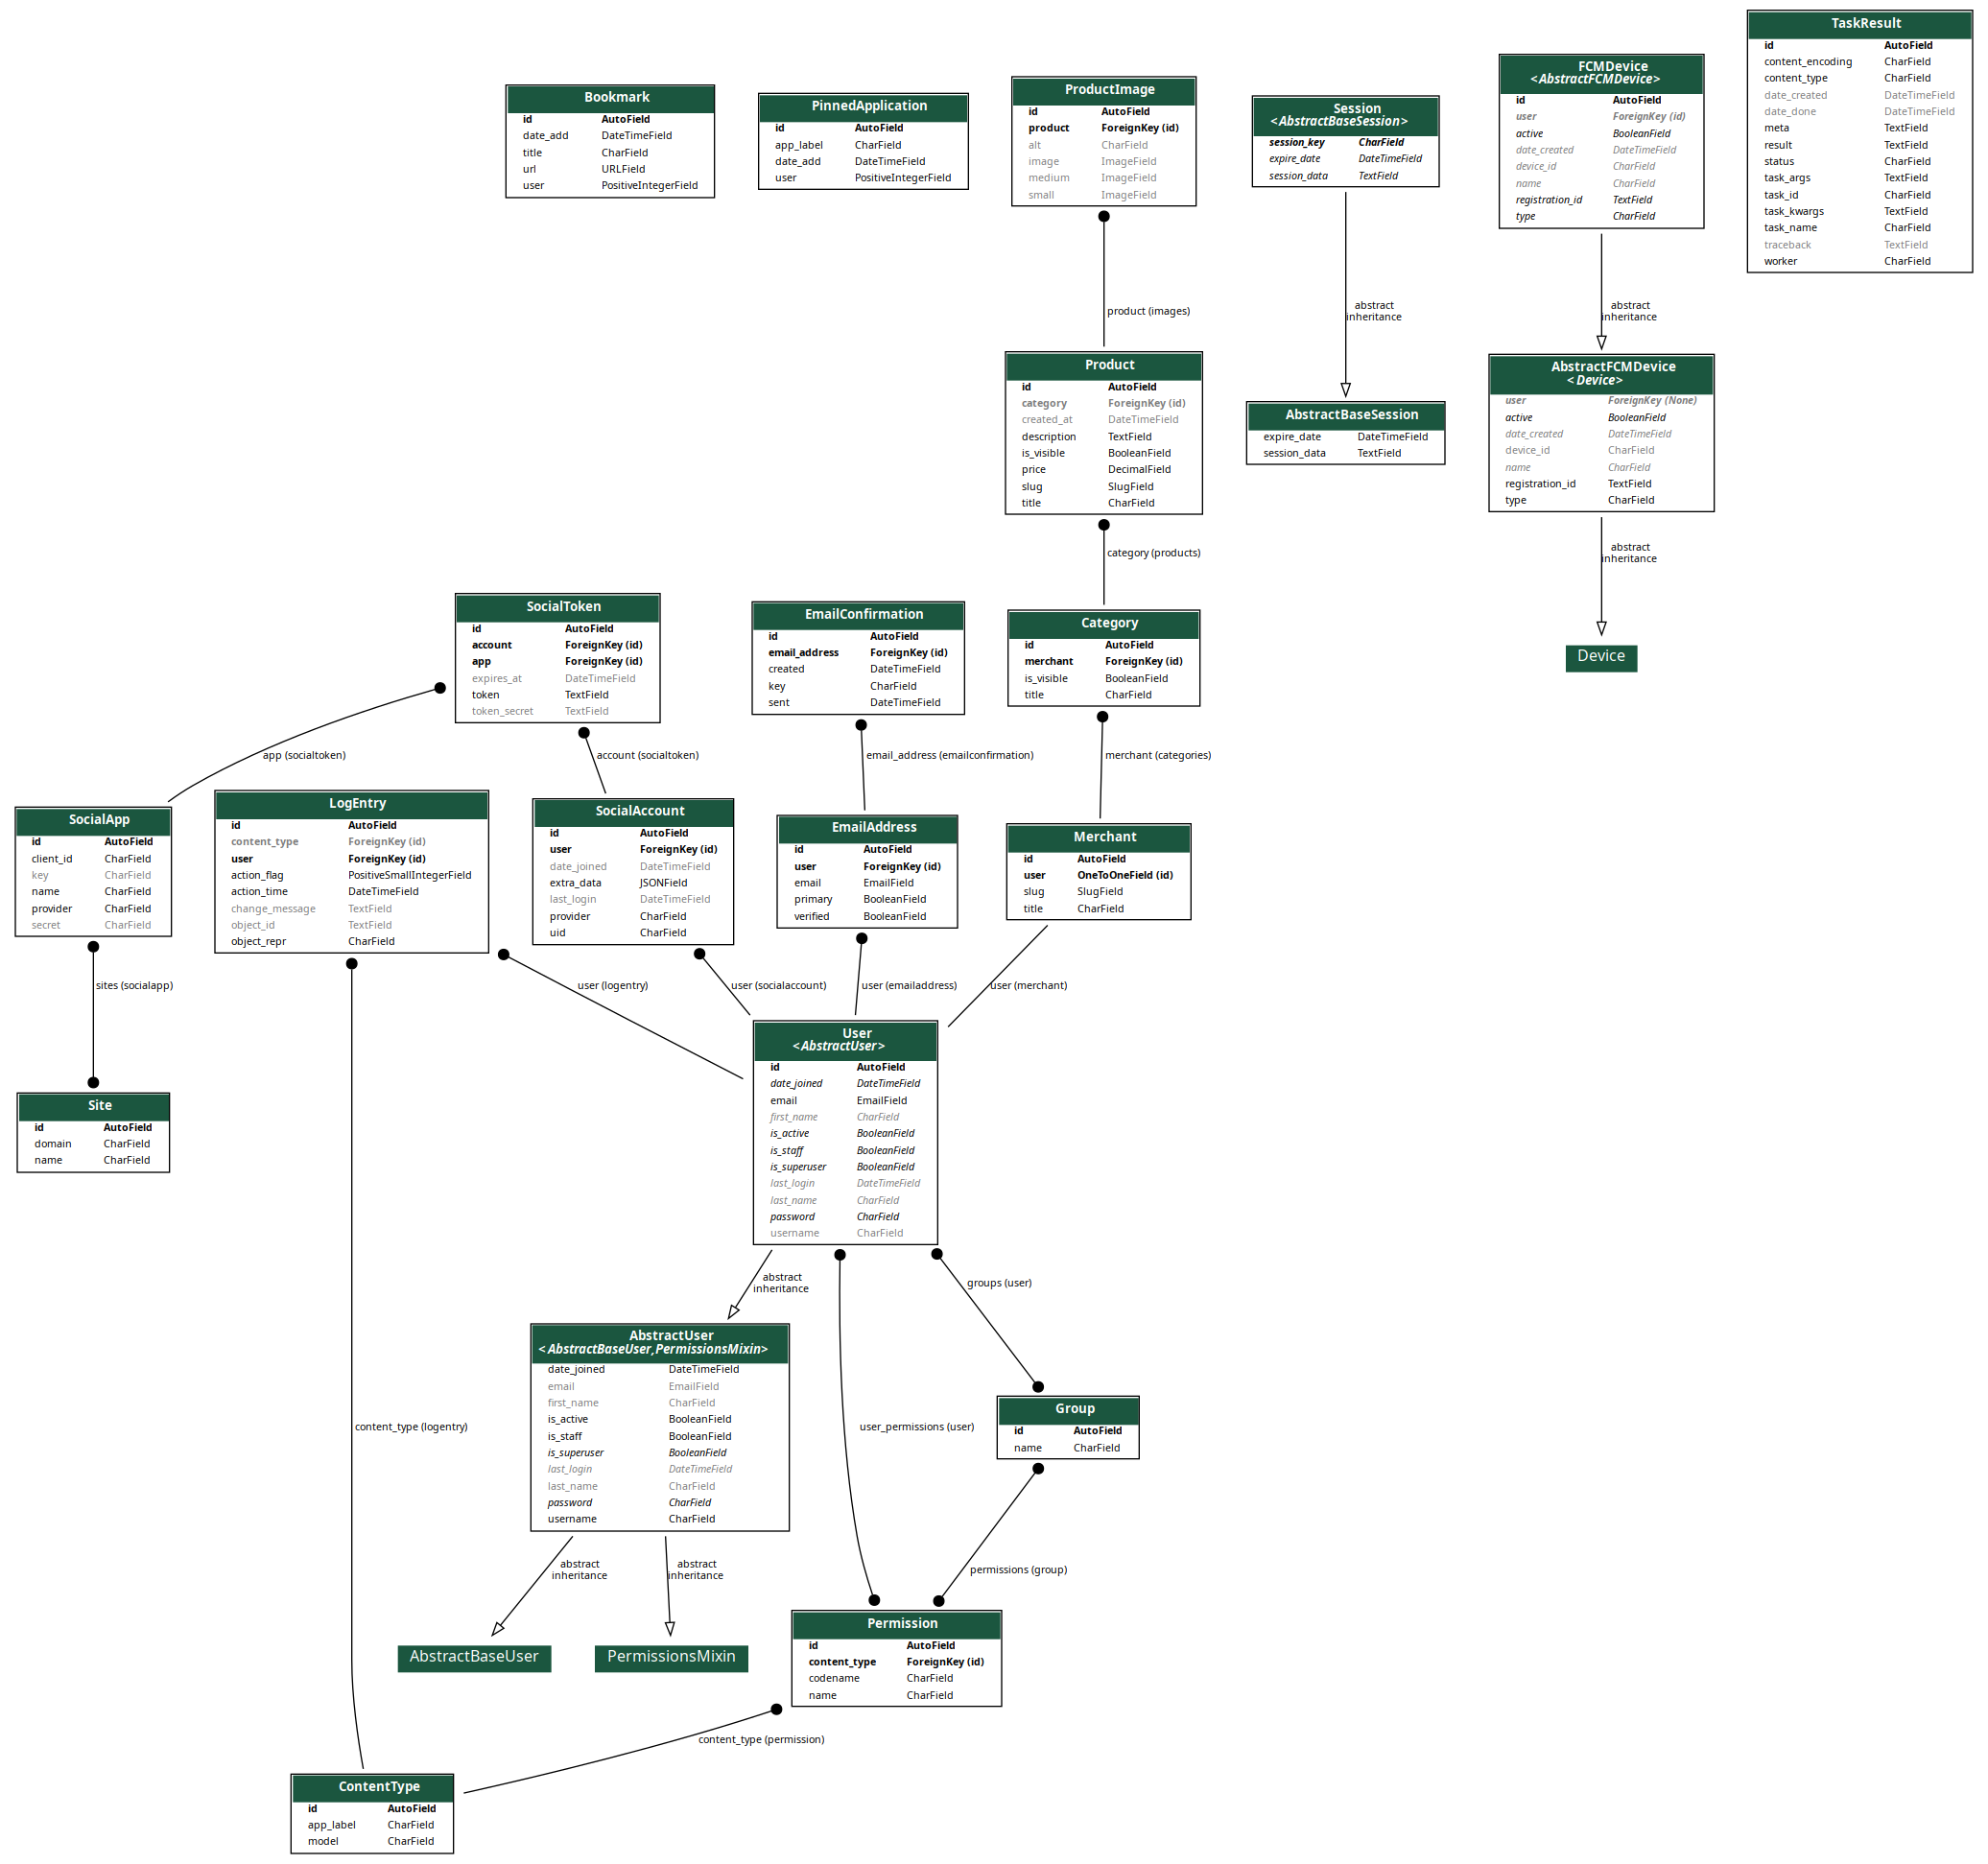 TaskResult
id AutoField
content_encoding CharField
content_type CharField
date_created DateTimeField
date_done DateTimeField
meta TextField
result TextField
status CharField
task_args TextField
task_id CharField
task_kwargs TextField
task_name CharField
traceback TextField
worker CharField
FCMDevice
<AbstractFCMDevice>
id AutoField
user ForeignKey (id)
active BooleanField
date_created DateTimeField
device_id CharField
name CharField
registration_id TextField
type CharField
Bookmark
id AutoField
date_add DateTimeField
title CharField
url URLField
user PositiveIntegerField
PinnedApplication
id AutoField
app_label CharField
date_add DateTimeField
user PositiveIntegerField
ProductImage
id AutoField
product ForeignKey (id)
alt CharField
image ImageField
medium ImageField
small ImageField
Session
<AbstractBaseSession>
session_key CharField
expire_date DateTimeField
session_data TextField
product (images)
abstract
inheritance
abstract
inheritance
Product
id AutoField
category ForeignKey (id)
created_at DateTimeField
description TextField
is_visible BooleanField
price DecimalField
slug SlugField
title CharField
AbstractBaseSession
expire_date DateTimeField
session_data TextField
AbstractFCMDevice
<Device>
user ForeignKey (None)
active BooleanField
date_created DateTimeField
device_id CharField
name CharField
registration_id TextField
type CharField
category (products)
abstract
inheritance
Device
SocialToken
id AutoField
account ForeignKey (id)
app ForeignKey (id)
expires_at DateTimeField
token TextField
token_secret TextField
EmailConfirmation
id AutoField
email_address ForeignKey (id)
created DateTimeField
key CharField
sent DateTimeField
Category
id AutoField
merchant ForeignKey (id)
is_visible BooleanField
title CharField
app (socialtoken)
account (socialtoken)
email_address (emailconfirmation)
merchant (categories)
SocialApp
id AutoField
client_id CharField
key CharField
name CharField
provider CharField
secret CharField
LogEntry
id AutoField
content_type ForeignKey (id)
user ForeignKey (id)
action_flag PositiveSmallIntegerField
action_time DateTimeField
change_message TextField
object_id TextField
object_repr CharField
SocialAccount
id AutoField
user ForeignKey (id)
date_joined DateTimeField
extra_data JSONField
last_login DateTimeField
provider CharField
uid CharField
EmailAddress
id AutoField
user ForeignKey (id)
email EmailField
primary BooleanField
verified BooleanField
Merchant
id AutoField
user OneToOneField (id)
slug SlugField
title CharField
sites (socialapp)
user (logentry)
user (socialaccount)
user (emailaddress)
user (merchant)
Site
id AutoField
domain CharField
name CharField
User
<AbstractUser>
id AutoField
date_joined DateTimeField
email EmailField
first_name CharField
is_active BooleanField
is_staff BooleanField
is_superuser BooleanField
last_login DateTimeField
last_name CharField
password CharField
username CharField
abstract
inheritance
groups (user)
AbstractUser
<AbstractBaseUser,PermissionsMixin>
date_joined DateTimeField
email EmailField
first_name CharField
is_active BooleanField
is_staff BooleanField
is_superuser BooleanField
last_login DateTimeField
last_name CharField
password CharField
username CharField
content_type (logentry)
user_permissions (user)
Group
id AutoField
name CharField
abstract
inheritance
abstract
inheritance
permissions (group)
AbstractBaseUser
PermissionsMixin
Permission
id AutoField
content_type ForeignKey (id)
codename CharField
name CharField
content_type (permission)
ContentType
id AutoField
app_label CharField
model CharField